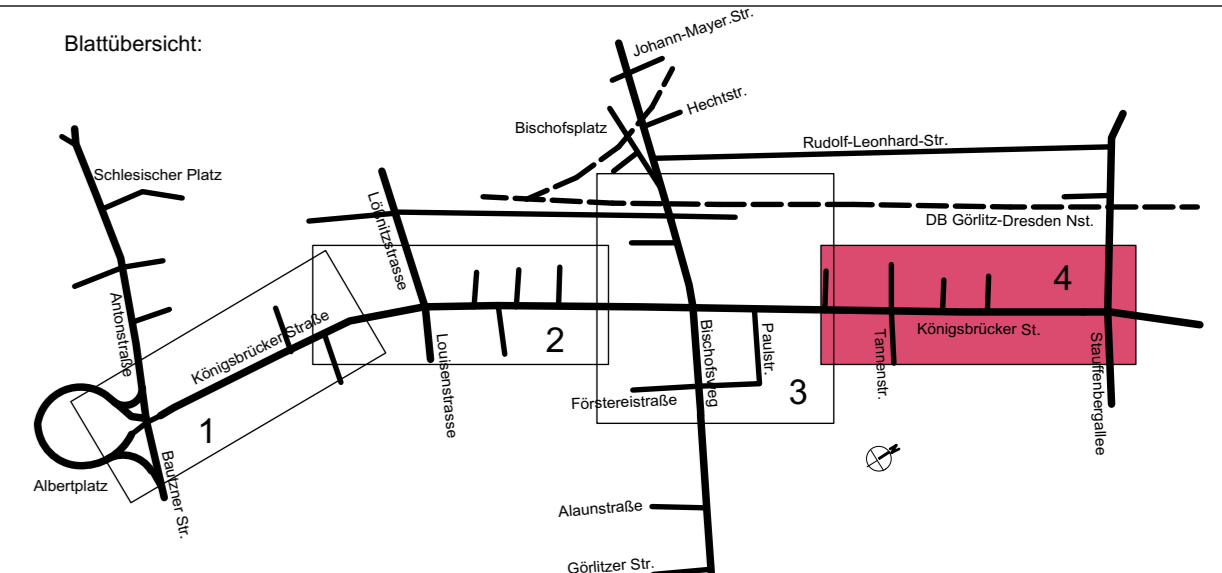 Blattübersicht:
Johann-Mayer.Str.
Hechtstr.
Bischofsplatz
Rudolf-Leonhard-Str.
Schlesischer Platz
Lößnitzstrasse
DB Görlitz-Dresden Nst.
Antonstraße
Königsbrücker Straße
4
Königsbrücker St.
2
Bischofsweg
Paulstr.
Tannenstr.
Stauffenbergallee
Louisenstrasse
Förstereistraße
3
1
Albertplatz
Bautzner Str.
N
Alaunstraße
Görlitzer Str.